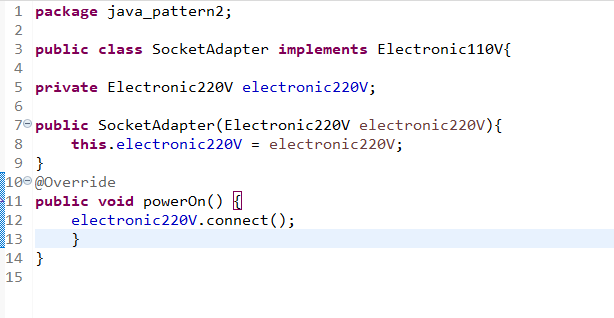 1 package java_pattern2;
2
3 public class SocketAdapter implements Electronic110V{
4
5 private Electronic220V electronic220V;
6
7 public SocketAdapter(Electronic220V electronic220V){
8     this.electronic220V = electronic220V;
9 }
10 @Override
11 public void powerOn() {
12     electronic220V.connect();
13     }
14 }
15